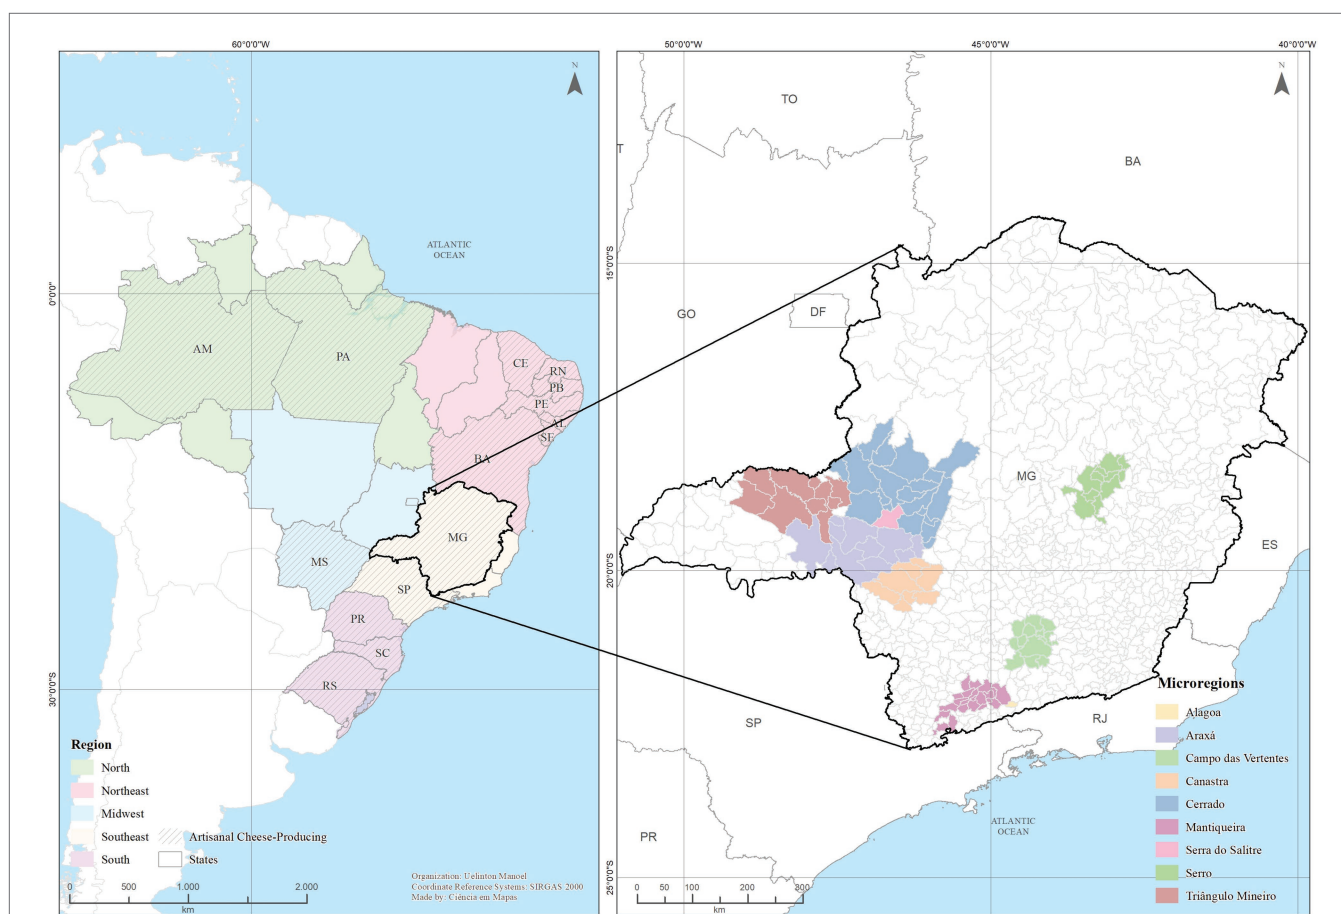 60°0'0"W
N
ATLANTIC
OCEAN
0°0'0"
AM
PA
CE
RN
PB
PE
AL
SE
BA
MG
MS
SP
PR
SC
RS
30°0'0"S
Region
North
Northeast
Midwest
Southeast
South
Artisanal Cheese-Producing
States
0 500 1.000 2.000
km
Organization: Uelinton Manoel
Coordinate Reference Systems: SIRGAS 2000
Made by: Ciência em Mapas
50°0'0"W 45°0'0"W 40°0'0"W
N
TO
T
BA
15°0'0"S
GO
DF
MG
ES
20°0'0"S
SP
RJ
PR
ATLANTIC
OCEAN
25°0'0"S
0 50 100 200 300
km
Microregions
Alagoa
Araxá
Campo das Vertentes
Canastra
Cerrado
Mantiqueira
Serra do Salitre
Serro
Triângulo Mineiro